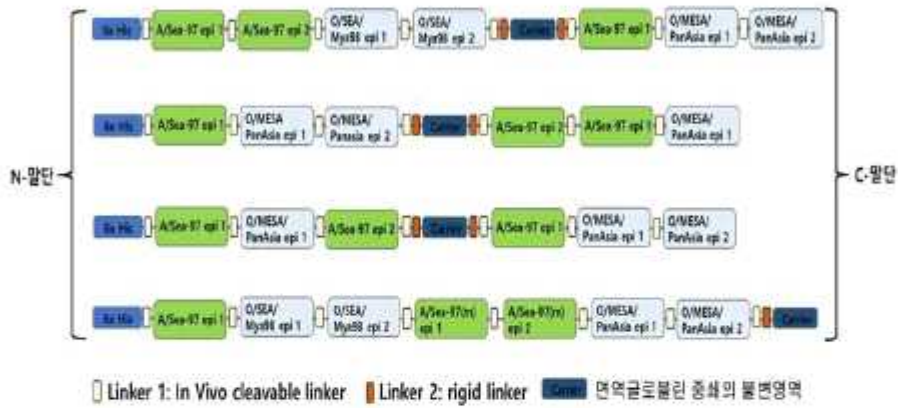 6x His
A/Sea-97 epi 1
A/Sea-97 epi 2
O/SEA/
Mya98 epi 1
O/SEA/
Mya98 epi 2
Carrier
A/Sea-97 epi 1
O/MESA/
PanAsia epi 1
O/MESA/
PanAsia epi 2
6x His
A/Sea-97 epi 1
O/MESA
PanAsia epi 1
O/MESA/
Panasia epi 2
Carrier
A/Sea-97 epi 2
A/Sea-97 epi 1
O/MESA/
PanAsia epi 1
N-말단
C-말단
6x His
A/Sea-97 epi 1
O/MESA/
PanAsia epi 1
A/Sea-97 epi 2
Carrier
A/Sea-97 epi 1
O/MESA/
PanAsia epi 1
O/MESA/
PanAsia epi 2
6x His
A/Sea-97 epi 1
O/SEA/
Mya98 epi 1
O/SEA/
Mya98 epi 2
A/Sea-97(m)
epi 1
A/Sea-97(m)
epi 2
O/MESA/
PanAsia epi 1
O/MESA/
PanAsia epi 2
Carrier
Linker 1: In Vivo cleavable linker
Linker 2: rigid linker
Carrier
면역글로불린 중쇄의 불변영역